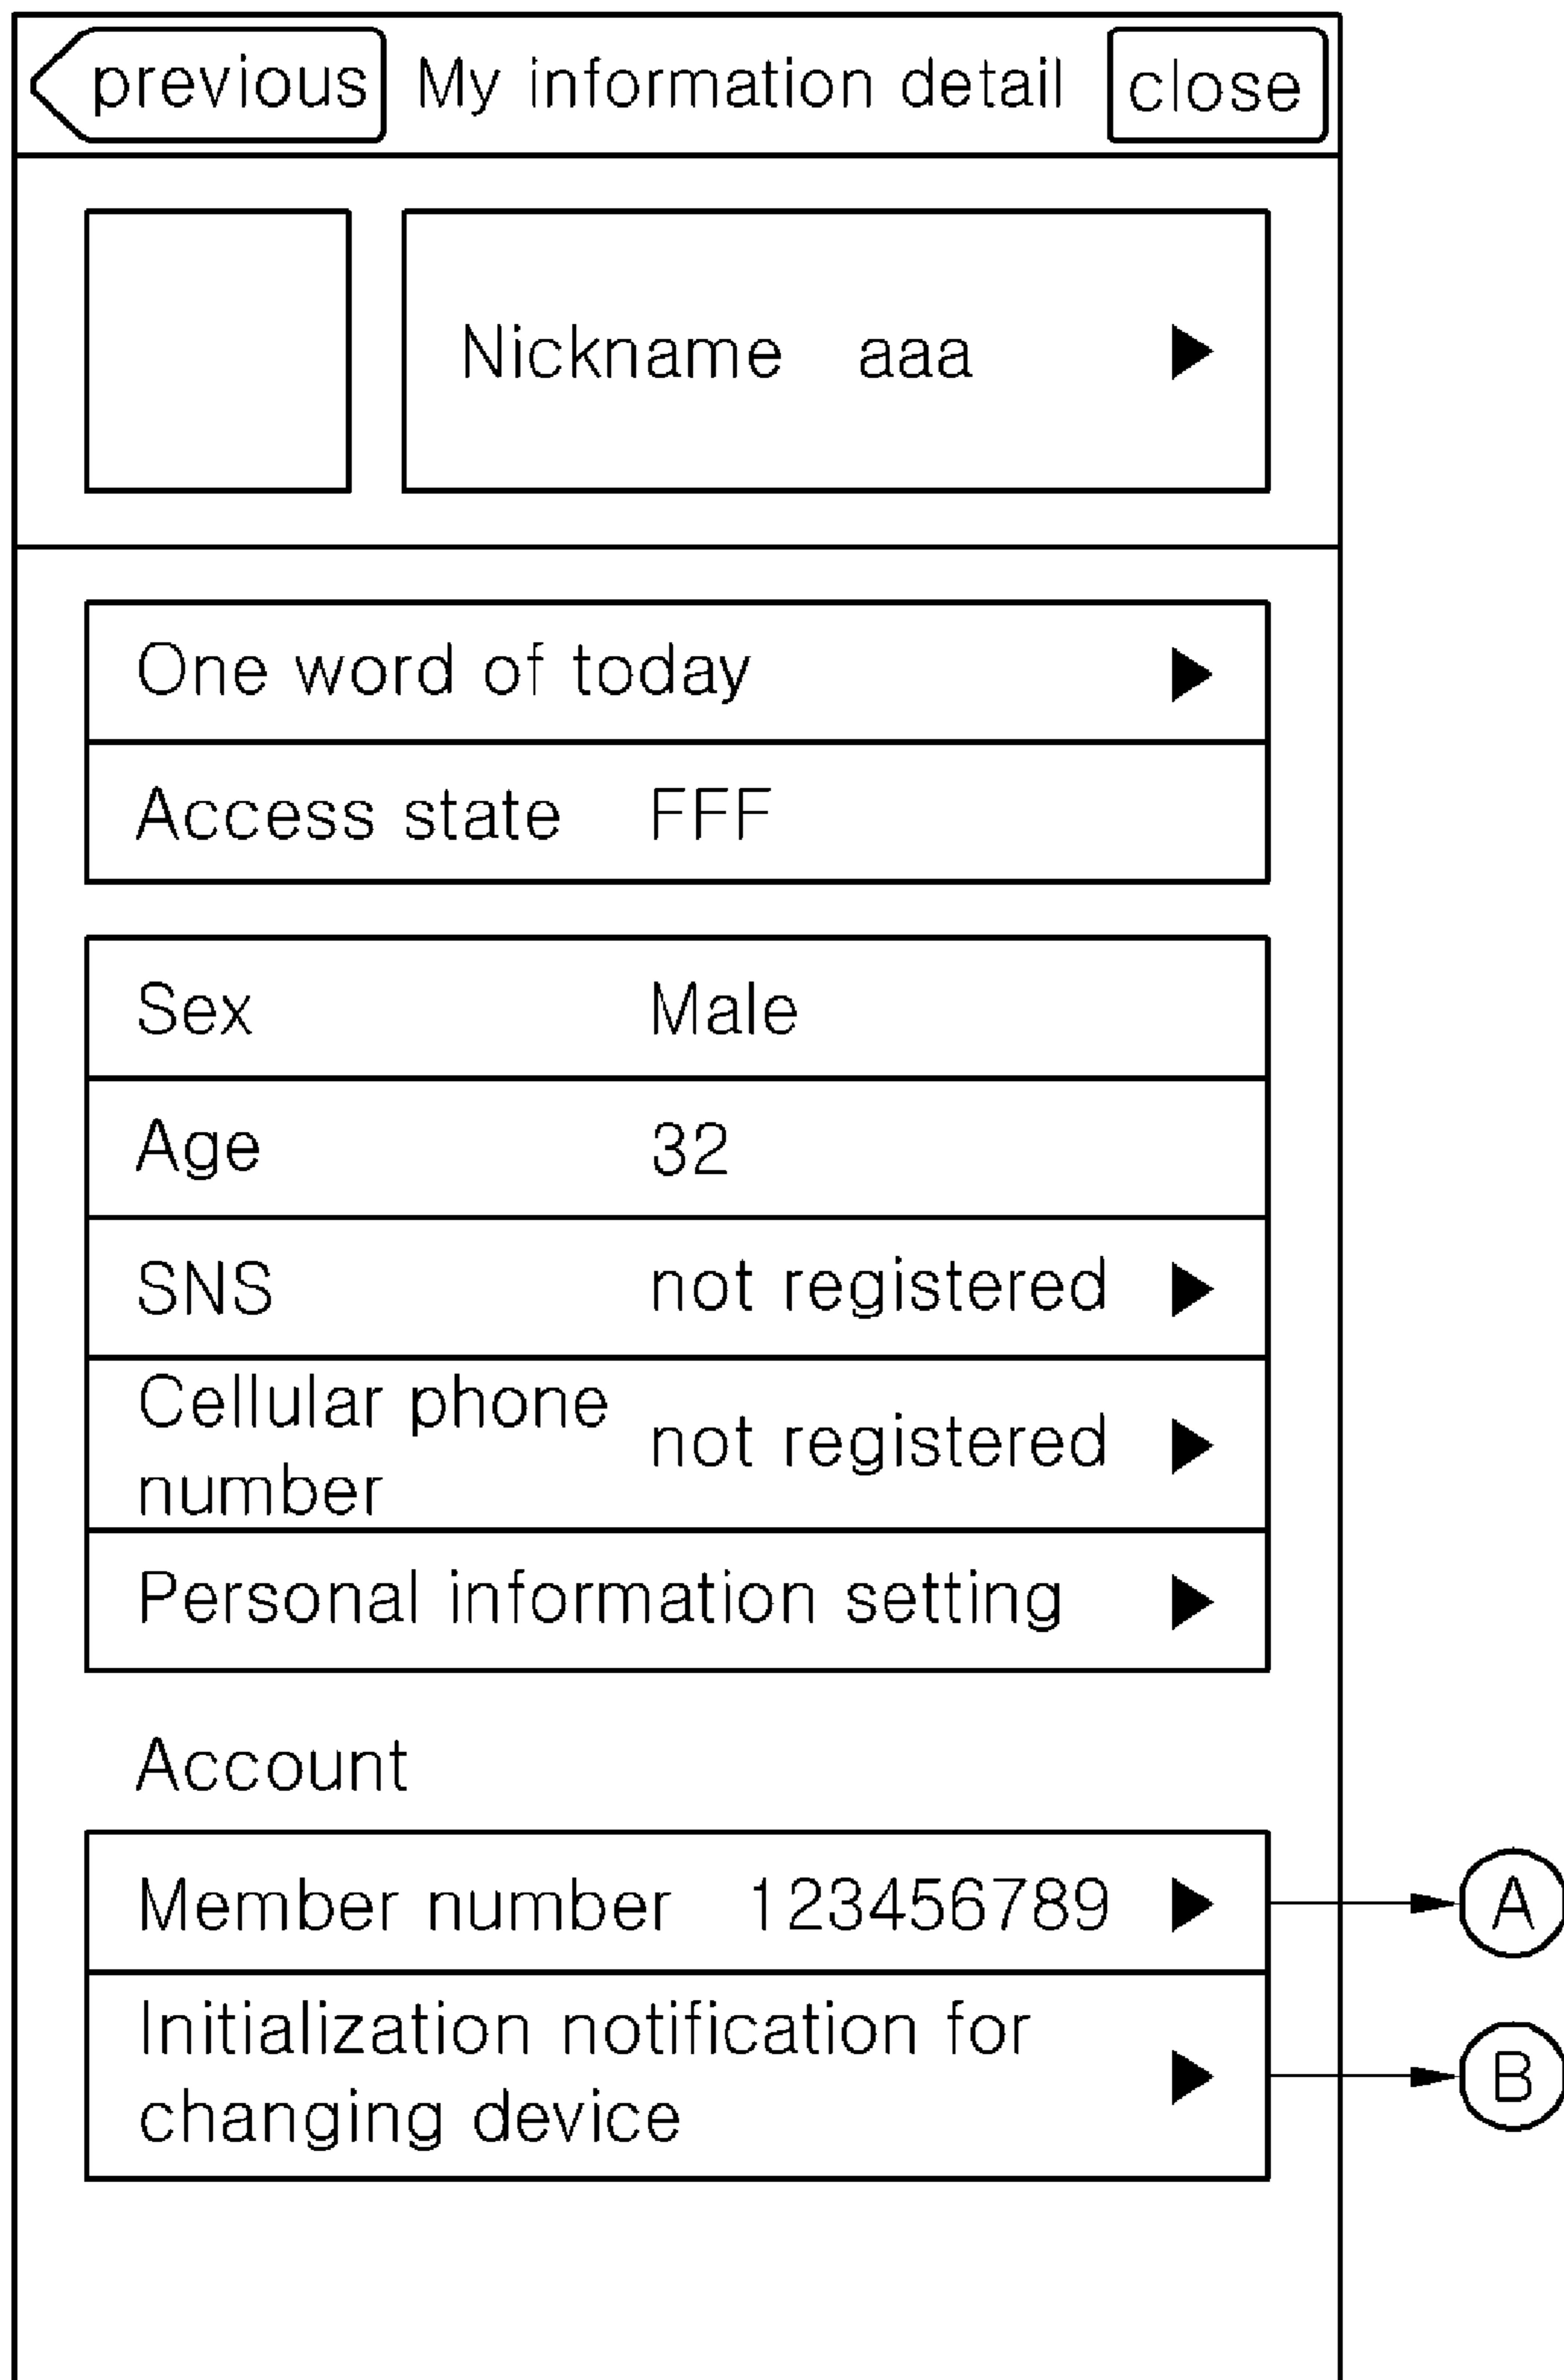 previous My information detail close
Nickname aaa
One word of today
Access state FFF
Sex Male
Age 32
SNS not registered
Cellular phone
number not registered
Personal information setting
Account
Member number 123456789 A
Initialization notification for
changing device B